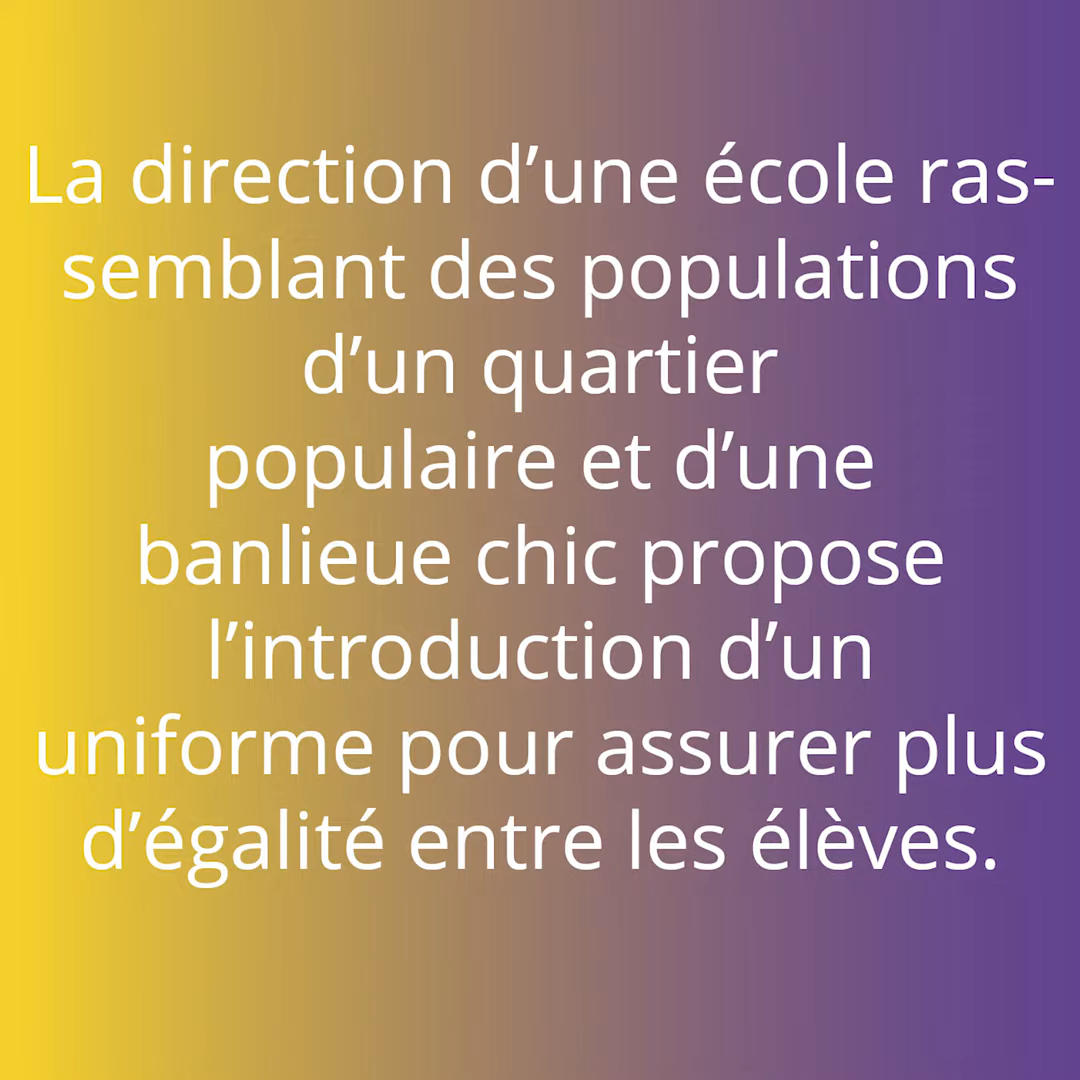 La direction d’une école ras-
semblant des populations
d’un quartier
populaire et d’une
banlieue chic propose
l’introduction d’un
uniforme pour assurer plus
d’égalité entre les élèves.